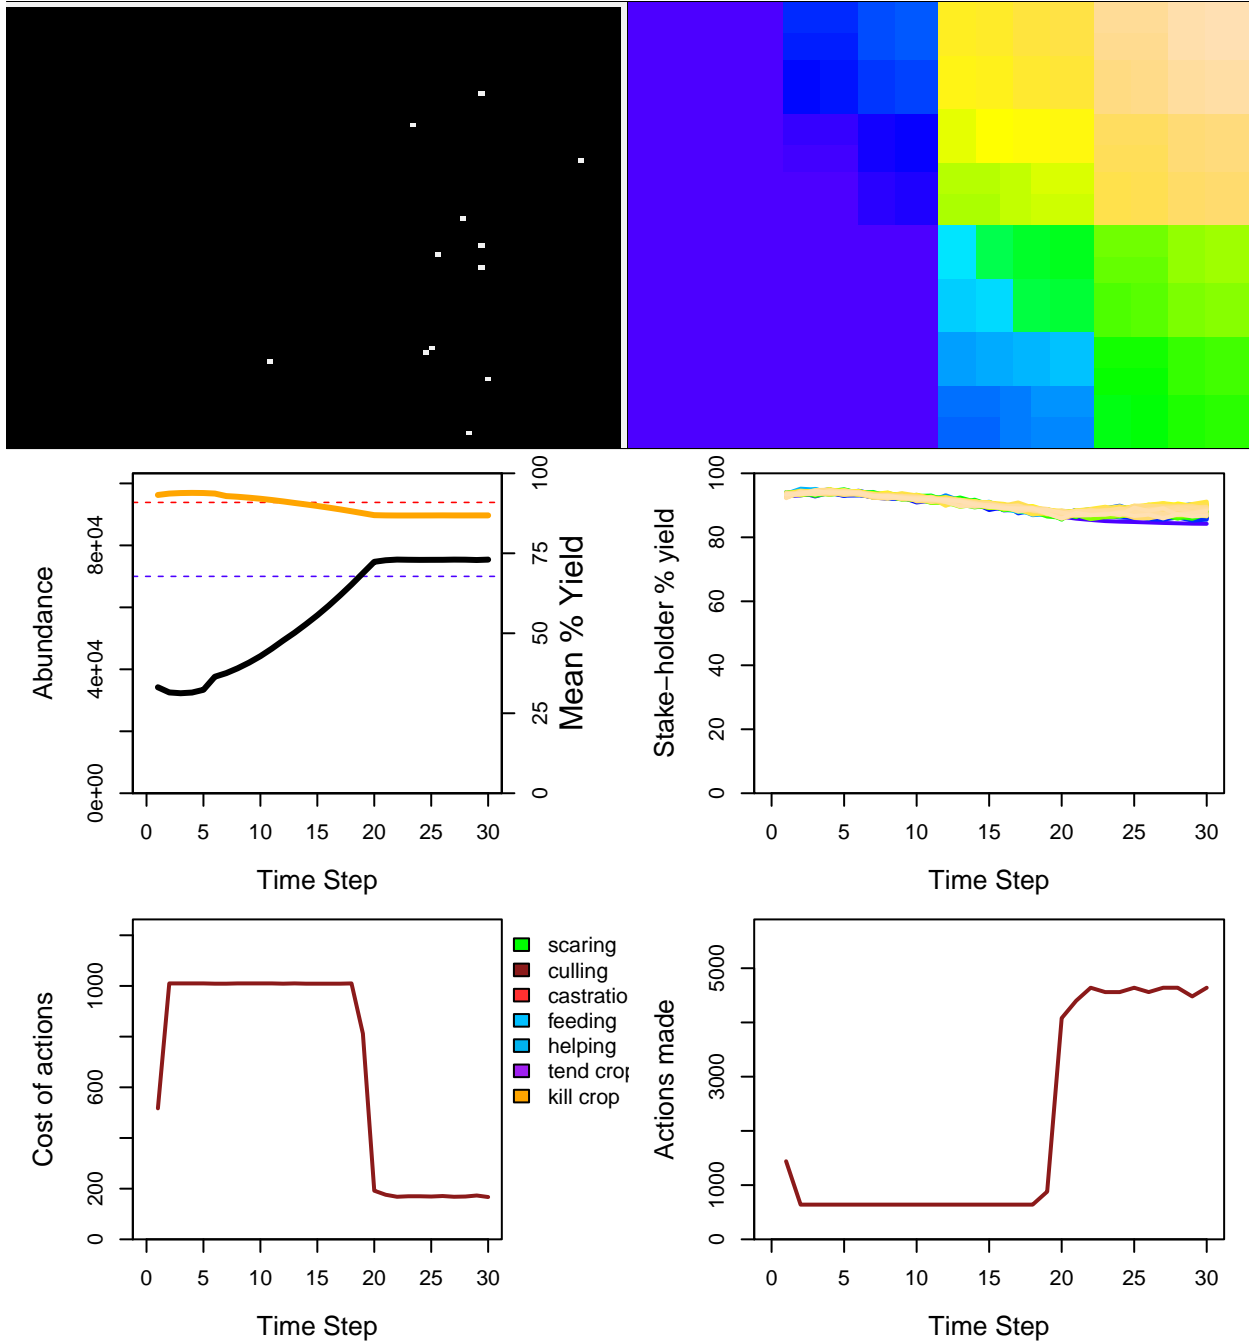 Abundance
0e+00
4e+04
8e+04
0
25
50
75
100
Mean % Yield
0
5
10
15
20
25
30
Time Step
Stake−holder % yield
0
20
40
60
80
100
0
5
10
15
20
25
30
Time Step
Cost of actions
0
200
600
1000
0
5
10
15
20
25
30
Time Step
scaring
culling
castratio
feeding
helping
tend crop
kill crop
Actions made
0
1000
3000
5000
0
5
10
15
20
25
30
Time Step